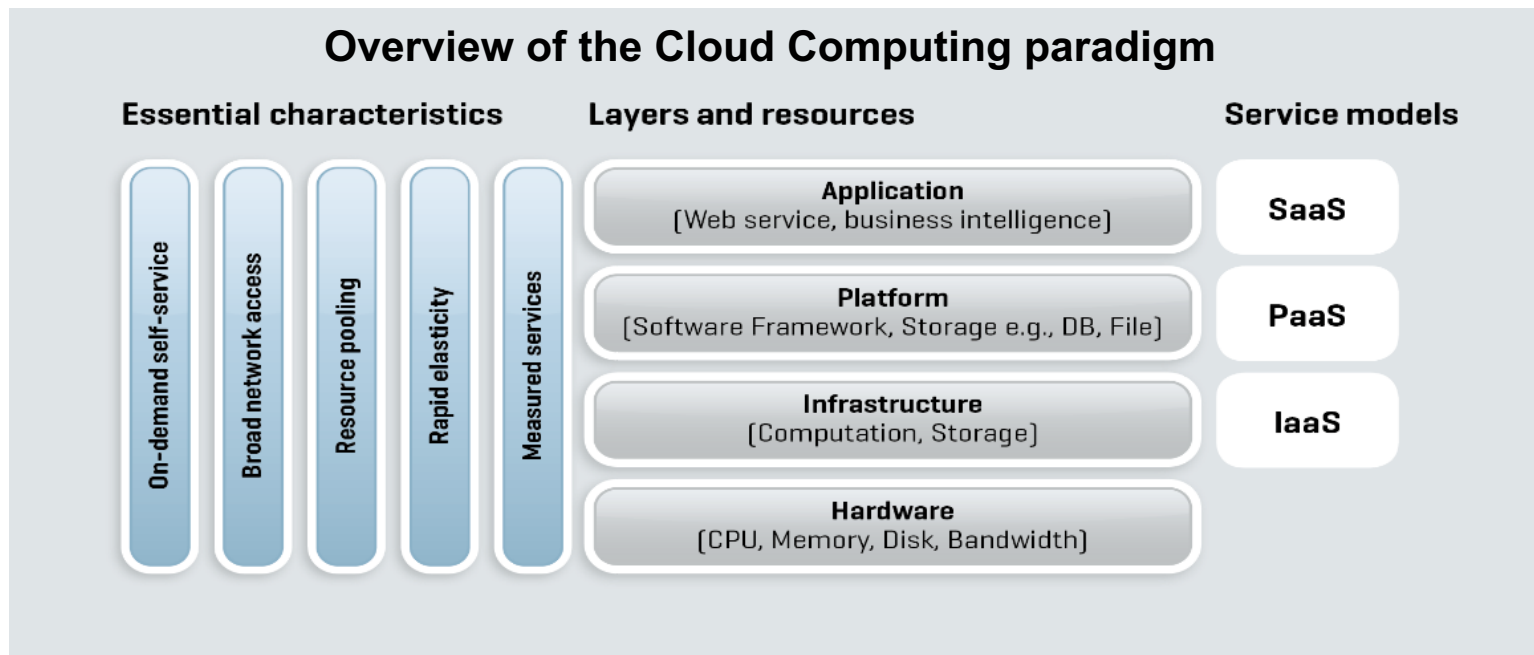 Overview of the Cloud Computing paradigm
Essential characteristics
Layers and resources
Service models
On-demand self-service
Broad network access
Resource pooling
Rapid elasticity
Measured services
Application
(Web service, business intelligence)
SaaS
Platform
(Software Framework, Storage e.g., DB, File)
PaaS
Infrastructure
(Computation, Storage)
IaaS
Hardware
(CPU, Memory, Disk, Bandwidth)